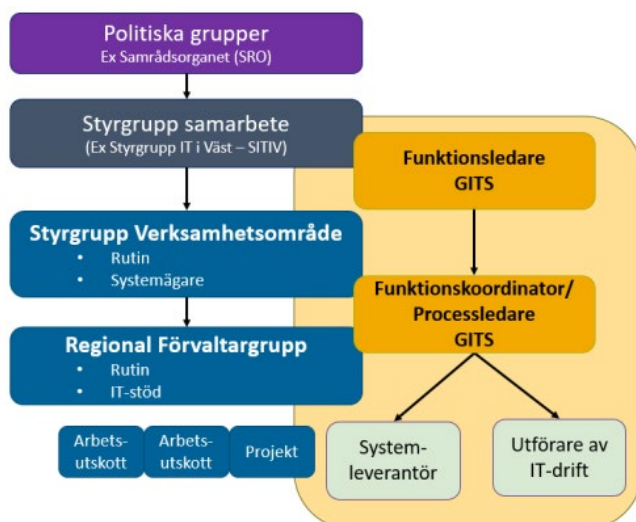 Politiska grupper
Ex Samrådsorganet (SRO)
Styrgrupp samarbete
(Ex Styrgrupp IT i Väst – SITIV)
Styrgrupp Verksamhetsområde
• Rutin
• Systemägare
Regional Förvaltargrupp
• Rutin
• IT-stöd
Arbets-
utskott
Arbets-
utskott
Projekt
Funktionsledare
GITS
Funktionskoordinator/
Processledare
GITS
System-
leverantör
Utförare av
IT-drift